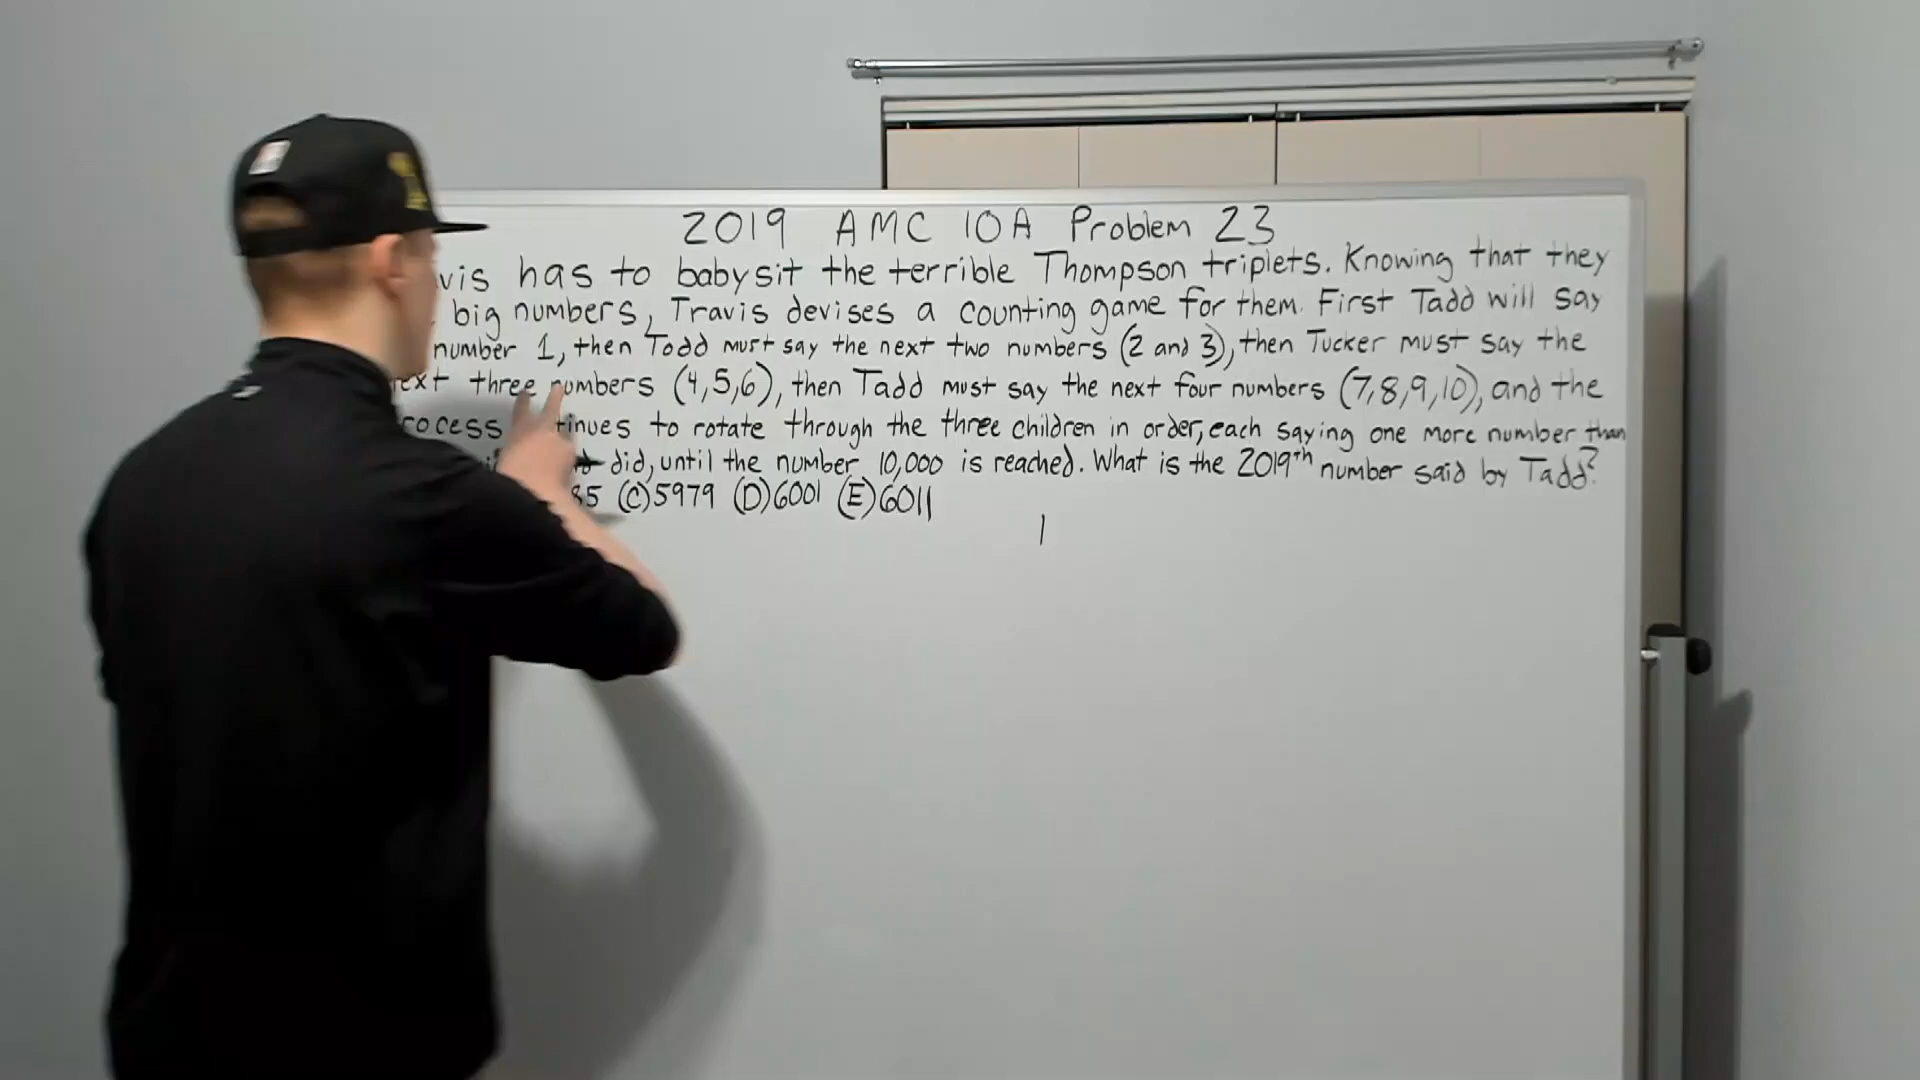 2019 AMC 10A Problem 23
has to babysit the terrible Thompson triplets. Knowing that they
big numbers, Travis devises a counting game for them. First Tadd will say
number 1, then Todd must say the next two numbers (2 and 3), then Tucker must say the
three numbers (4,5,6), then Tadd must say the next four numbers (7,8,9,10), and the
to rotate through the three children in order, each saying one more number than
did, until the number 10,000 is reached. What is the 2019th number said by Tadd?
(C)5979 (D)6001 (E)6011
1